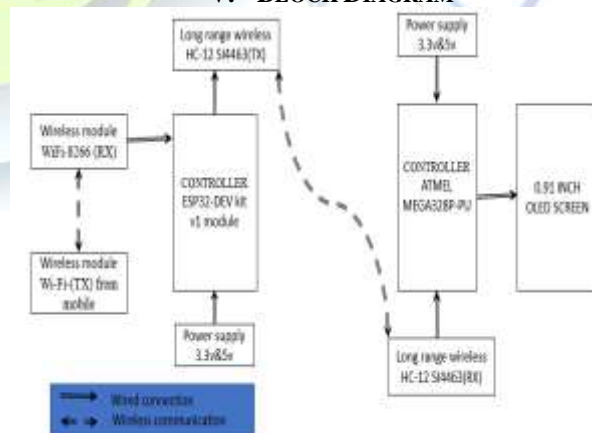 V. BLOCK DIAGRAM
Long range wireless
HC-12 SI4463(TX)
Power supply
3.3v&5v
Wireless module
WiFi-8266 (RX)
CONTROLLER
ESP32-DEV kit
v1 module
CONTROLLER
ATMEL
MEGA328P-PU
0.91 INCH
OLED SCREEN
Wireless module
Wi-Fi-(TX) from
mobile
Power supply
3.3v&5v
Long range wireless
HC-12 SI4463(RX)
Wired connection
Wireless communication